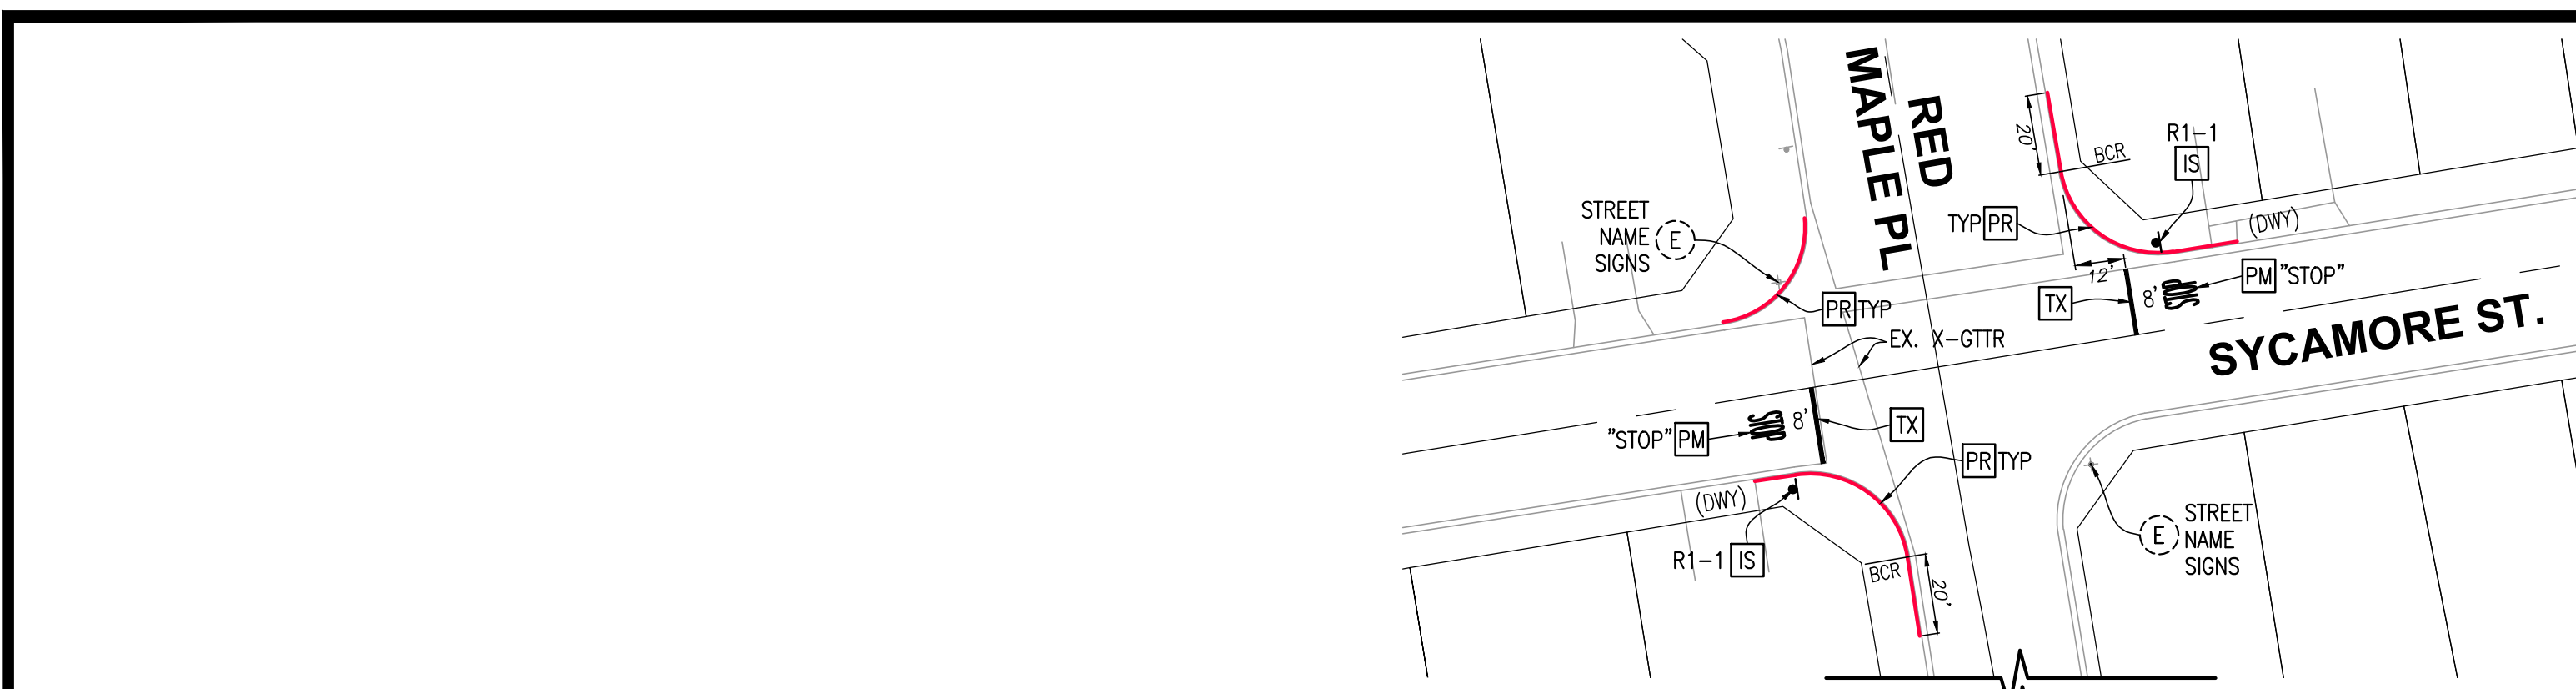 RED
MAPLE PL
R1-1
IS
20'
BCR
STREET
NAME
SIGNS
E
TYP PR
(DWY)
12'
PM "STOP"
8'
TX
PR TYP
EX. X-GTTR
SYCAMORE ST.
8'
TX
"STOP" PM
PR TYP
(DWY)
R1-1 IS
BCR
20'
E
STREET
NAME
SIGNS